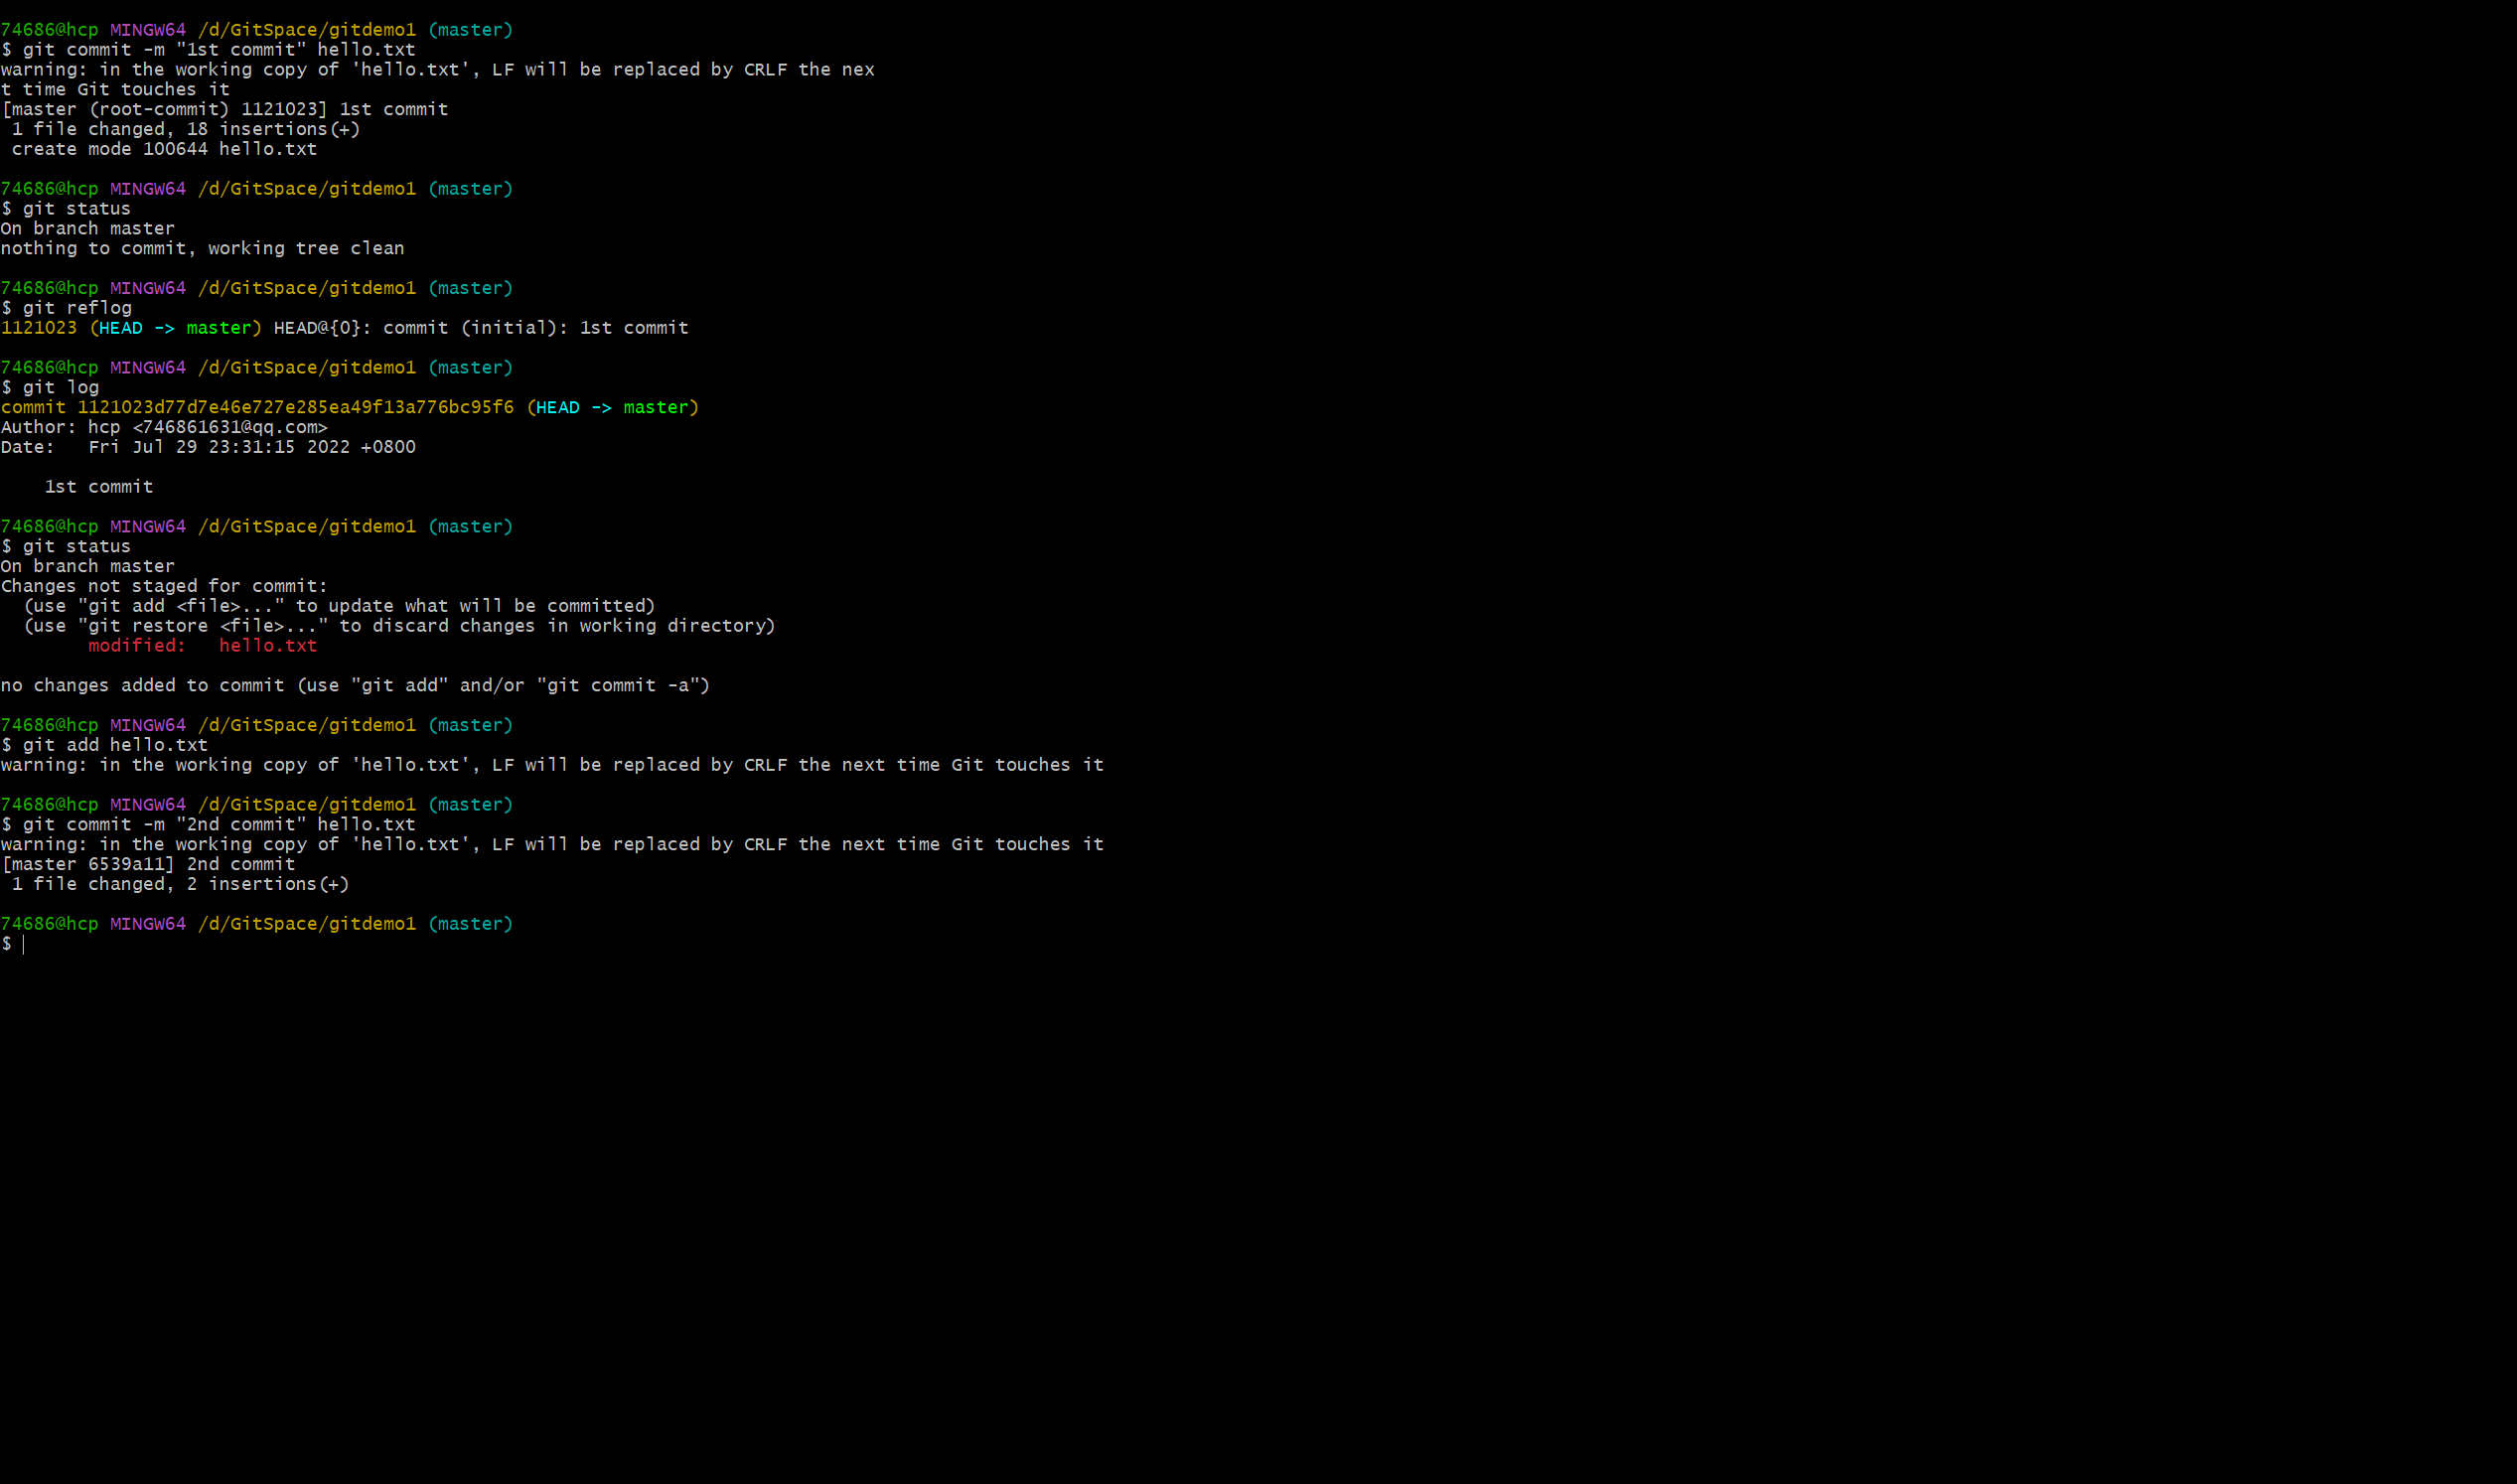 74686@hcp MINGW64 /d/GitSpace/gitdemo1 (master)
$ git commit -m "1st commit" hello.txt
warning: in the working copy of 'hello.txt', LF will be replaced by CRLF the nex
t time Git touches it
[master (root-commit) 1121023] 1st commit
 1 file changed, 18 insertions(+)
 create mode 100644 hello.txt

74686@hcp MINGW64 /d/GitSpace/gitdemo1 (master)
$ git status
On branch master
nothing to commit, working tree clean

74686@hcp MINGW64 /d/GitSpace/gitdemo1 (master)
$ git reflog
1121023 (HEAD -> master) HEAD@{0}: commit (initial): 1st commit

74686@hcp MINGW64 /d/GitSpace/gitdemo1 (master)
$ git log
commit 1121023d77d7e46e727e285ea49f13a776bc95f6 (HEAD -> master)
Author: hcp <746861631@qq.com>
Date:   Fri Jul 29 23:31:15 2022 +0800

    1st commit

74686@hcp MINGW64 /d/GitSpace/gitdemo1 (master)
$ git status
On branch master
Changes not staged for commit:
  (use "git add <file>..." to update what will be committed)
  (use "git restore <file>..." to discard changes in working directory)
        modified:   hello.txt

no changes added to commit (use "git add" and/or "git commit -a")

74686@hcp MINGW64 /d/GitSpace/gitdemo1 (master)
$ git add hello.txt
warning: in the working copy of 'hello.txt', LF will be replaced by CRLF the next time Git touches it

74686@hcp MINGW64 /d/GitSpace/gitdemo1 (master)
$ git commit -m "2nd commit" hello.txt
warning: in the working copy of 'hello.txt', LF will be replaced by CRLF the next time Git touches it
[master 6539a11] 2nd commit
 1 file changed, 2 insertions(+)

74686@hcp MINGW64 /d/GitSpace/gitdemo1 (master)
$